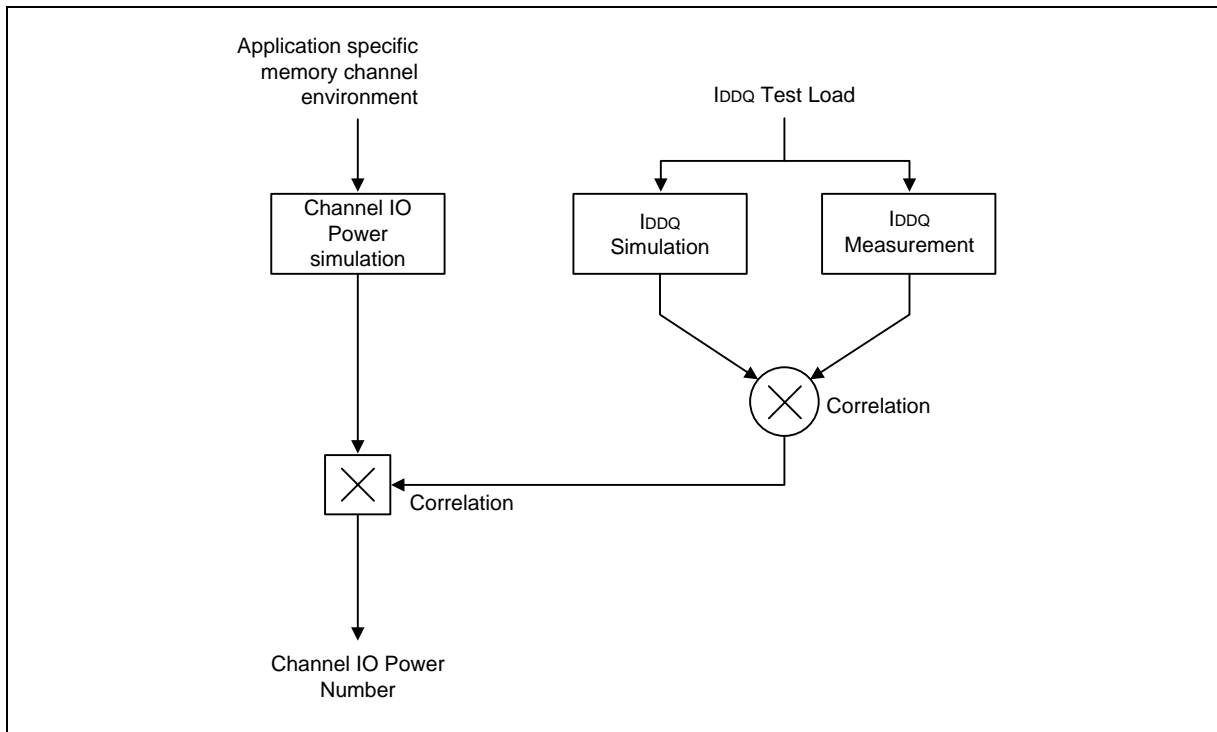 Application specific
memory channel
environment
IDDQ Test Load
Channel IO
Power
simulation
IDDQ
Simulation
IDDQ
Measurement
Correlation
Correlation
Channel IO Power
Number